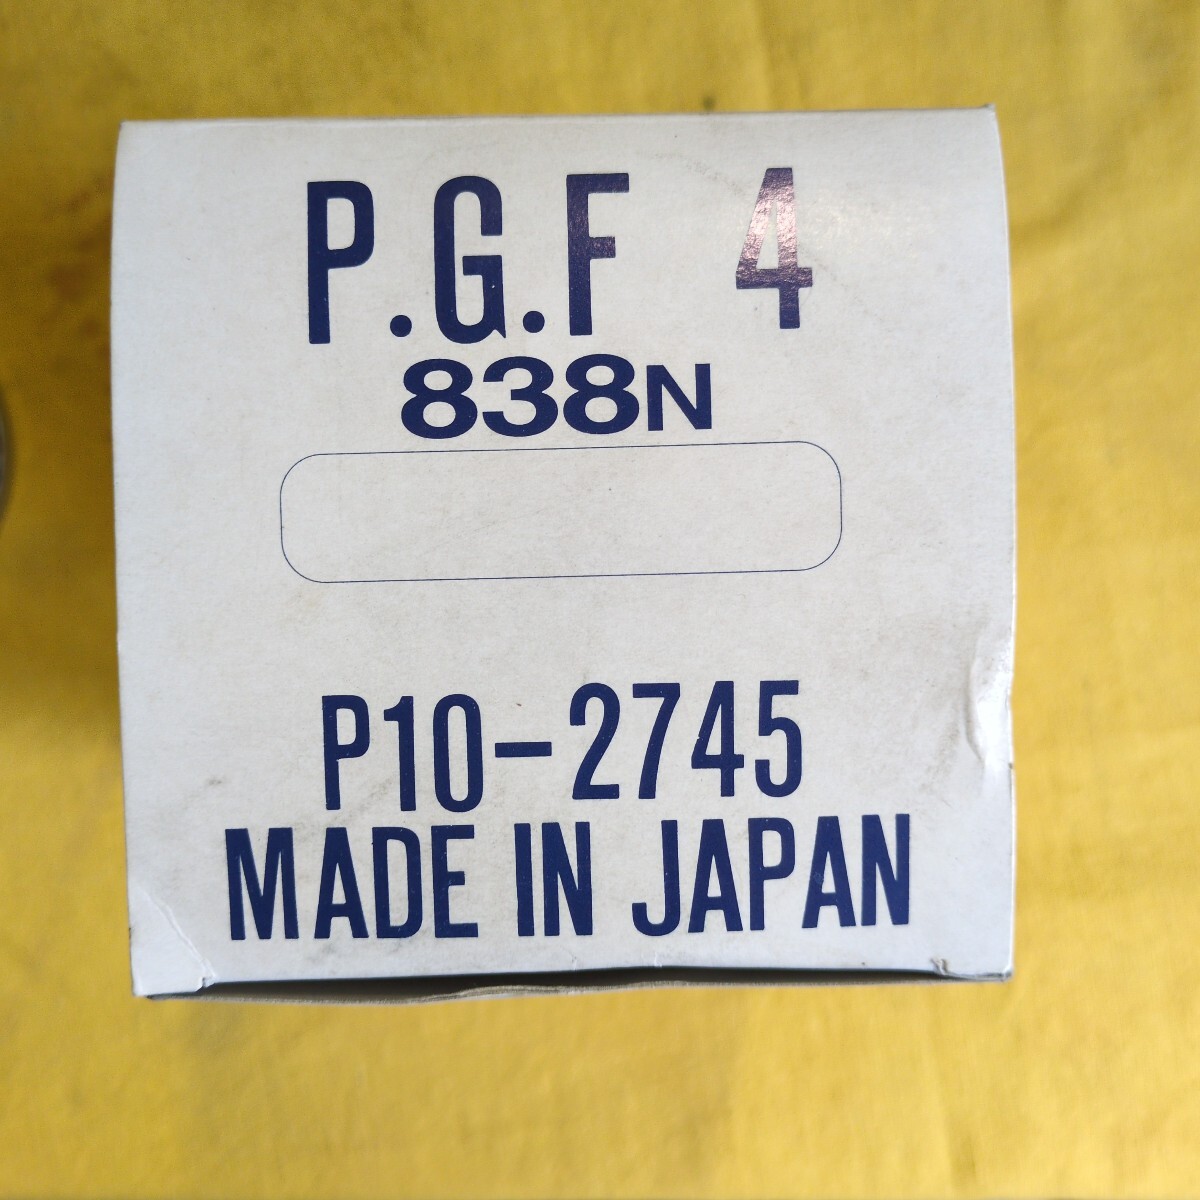 P.G.F 4
838N
P10-2745
MADE IN JAPAN